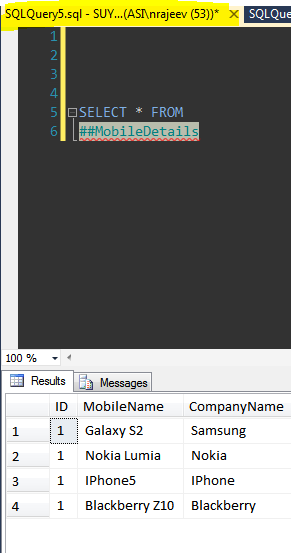 SQLQuery5.sql - SUY...(ASI\nrajeev (53))* SQLQue
1
2
3
4
5 SELECT * FROM
6 ##MobileDetails
100 %
Results Messages
ID MobileName CompanyName
1 1 Galaxy S2 Samsung
2 1 Nokia Lumia Nokia
3 1 IPhone5 IPhone
4 1 Blackberry Z10 Blackberry